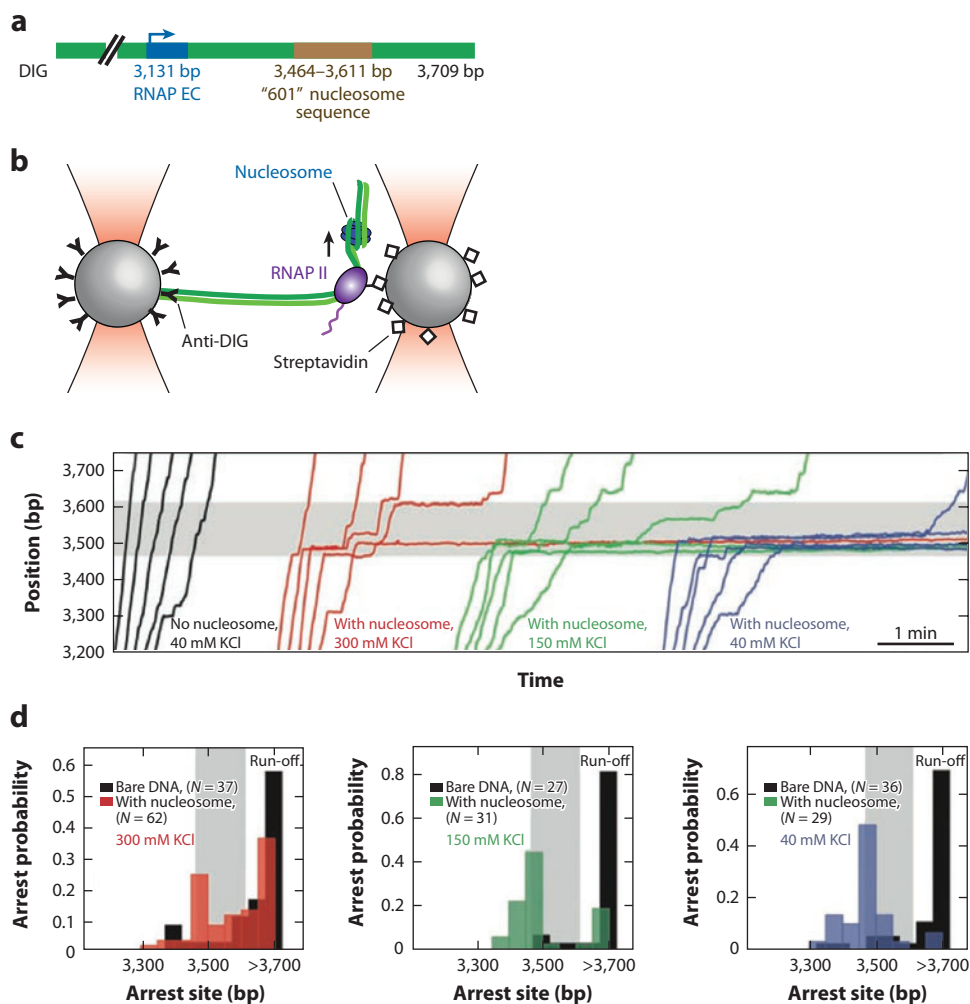 a
DIG
3,131 bp
RNAP EC
3,464–3,611 bp
"601" nucleosome
sequence
3,709 bp
b
Nucleosome
RNAP II
Anti-DIG
Streptavidin
c
Position (bp)
3,700
3,600
3,500
3,300
3,200
No nucleosome,
40 mM KCl
With nucleosome,
300 mM KCl
With nucleosome,
150 mM KCl
With nucleosome,
40 mM KCl
1 min
Time
d
Arrest probability
0.6
0.5
0.4
0.3
0.2
0.1
0
Run-off
Bare DNA, (N = 37)
With nucleosome,
(N = 62)
300 mM KCl
3,300 3,500 >3,700
Arrest site (bp)
Arrest probability
0.8
0.6
0.4
0.2
0
Run-off
Bare DNA, (N = 27)
With nucleosome,
(N = 31)
150 mM KCl
3,300 3,500 >3,700
Arrest site (bp)
Arrest probability
0.6
0.4
0.2
0
Run-off
Bare DNA, (N = 36)
With nucleosome,
(N = 29)
40 mM KCl
3,300 3,500 >3,700
Arrest site (bp)